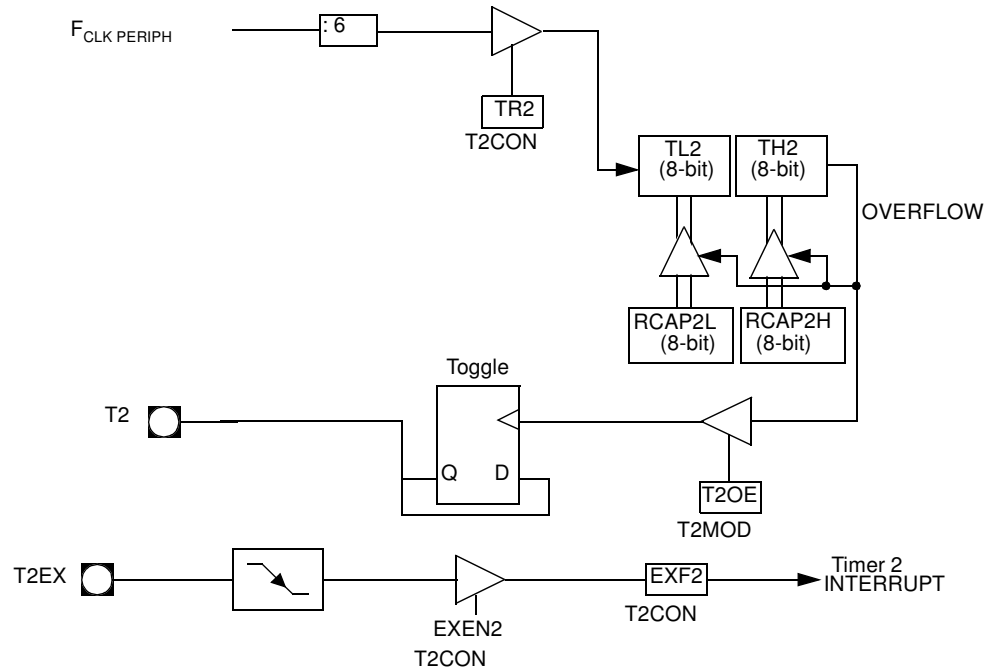 FCLK PERIPH
: 6
TR2
T2CON
TL2
(8-bit)
TH2
(8-bit)
OVERFLOW
RCAP2L
(8-bit)
RCAP2H
(8-bit)
Toggle
T2
Q D
T2OE
T2MOD
T2EX
EXEN2
T2CON
EXF2
T2CON
Timer 2
INTERRUPT